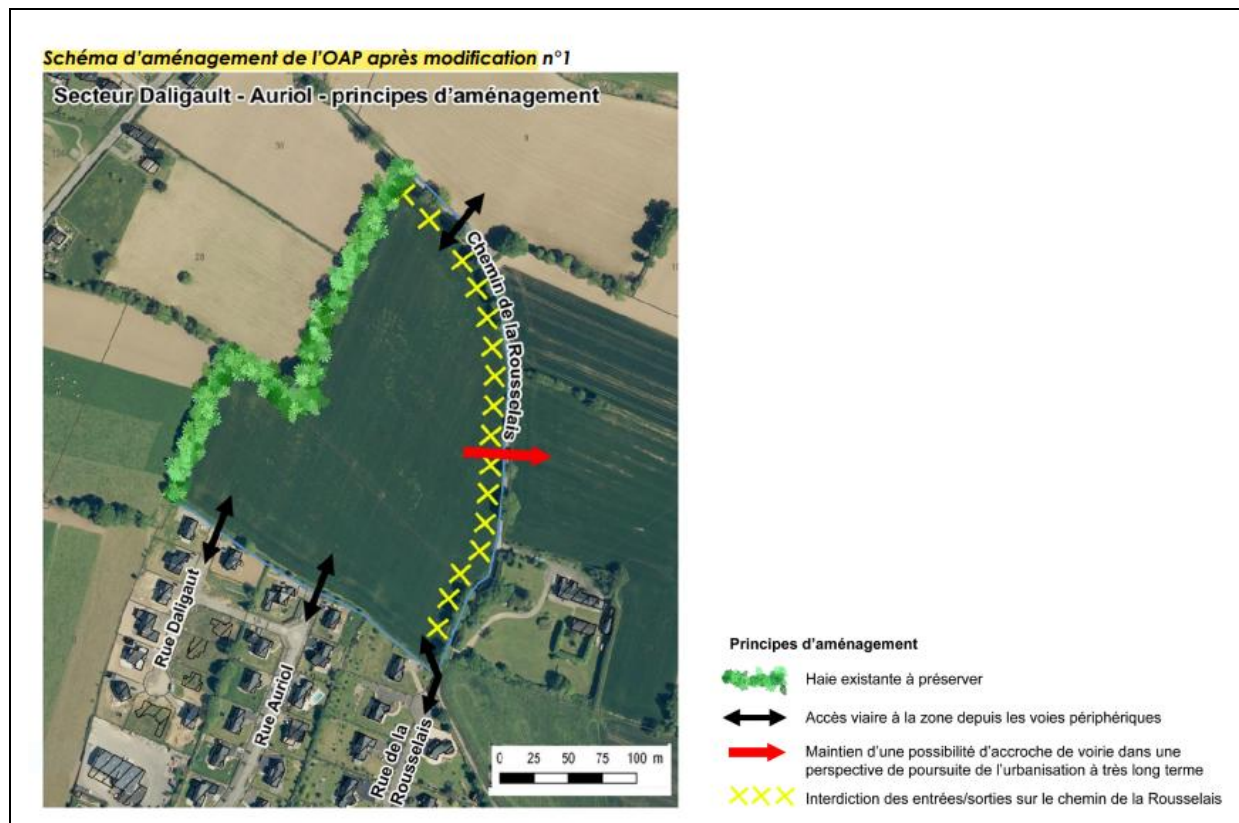 Schéma d'aménagement de l'OAP après modification n°1
Secteur Daligault - Auriol - principes d'aménagement
9
28
Chemin de la Rousselais
Rue Daligaut
Rue Auriol
Rue de la
Rousselais
0 25 50 75 100 m
Principes d'aménagement
Haie existante à préserver
Accès viaire à la zone depuis les voies périphériques
Maintien d'une possibilité d'accroche de voirie dans une
perspective de poursuite de l'urbanisation à très long terme
Interdiction des entrées/sorties sur le chemin de la Rousselais